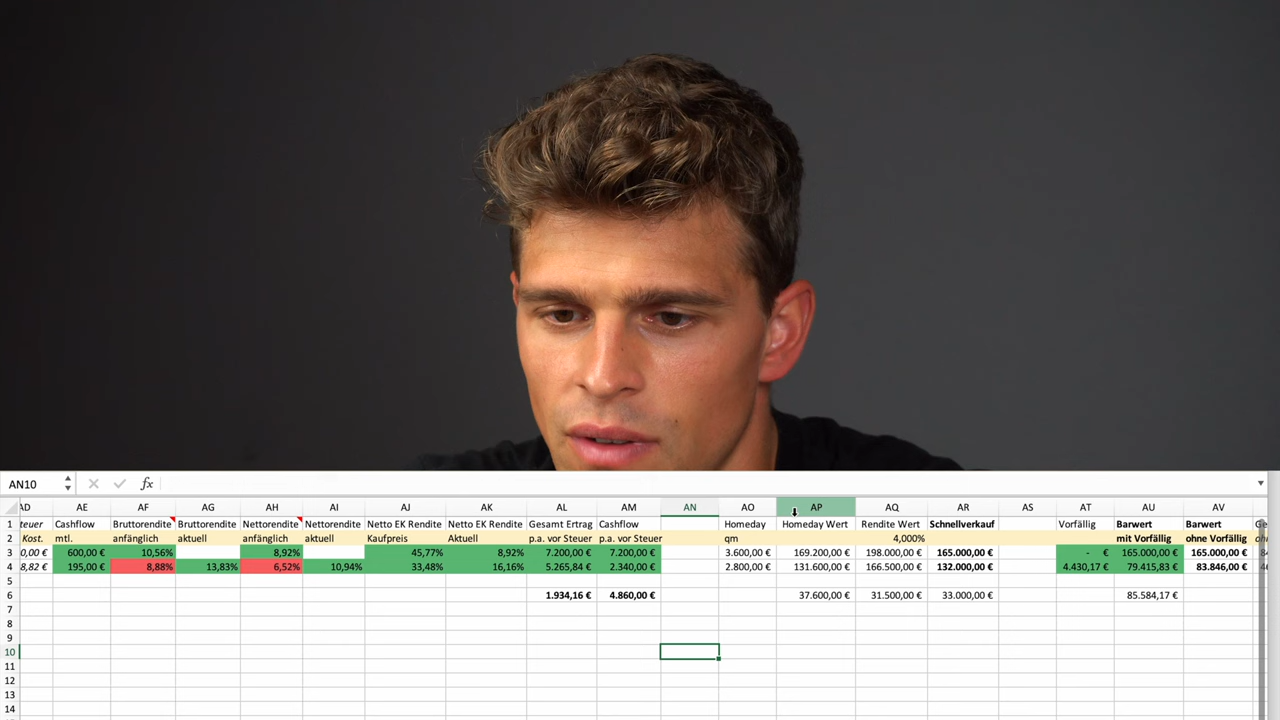 AN10 fx
AD AE AF AG AH AI AJ AK AL AM AN AO AP AQ AR AS AT AU AV
1 teuer Cashflow Bruttorendite Bruttorendite Nettorendite Nettorendite Netto EK Rendite Netto EK Rendite Gesamt Ertrag Cashflow Homeday Homeday Wert Rendite Wert Schnellverkauf Vorfällig Barwert Barwert
2 Kost. mtl. anfänglich aktuell anfänglich aktuell Kaufpreis Aktuell p.a. vor Steuer p.a. vor Steuer qm 4,000% mit Vorfällig ohne Vorfällig
3 0,00 € 600,00 € 10,56% 8,92% 45,77% 8,92% 7.200,00 € 7.200,00 € 3.600,00 € 169.200,00 € 198.000,00 € 165.000,00 € - € 165.000,00 € 165.000,00 €
4 8,82 € 195,00 € 8,88% 13,83% 6,52% 10,94% 33,48% 16,16% 5.265,84 € 2.340,00 € 2.800,00 € 131.600,00 € 166.500,00 € 132.000,00 € 4.430,17 € 79.415,83 € 83.846,00 €
5
6 1.934,16 € 4.860,00 € 37.600,00 € 31.500,00 € 33.000,00 € 85.584,17 €
7
8
9
10
11
12
13
14